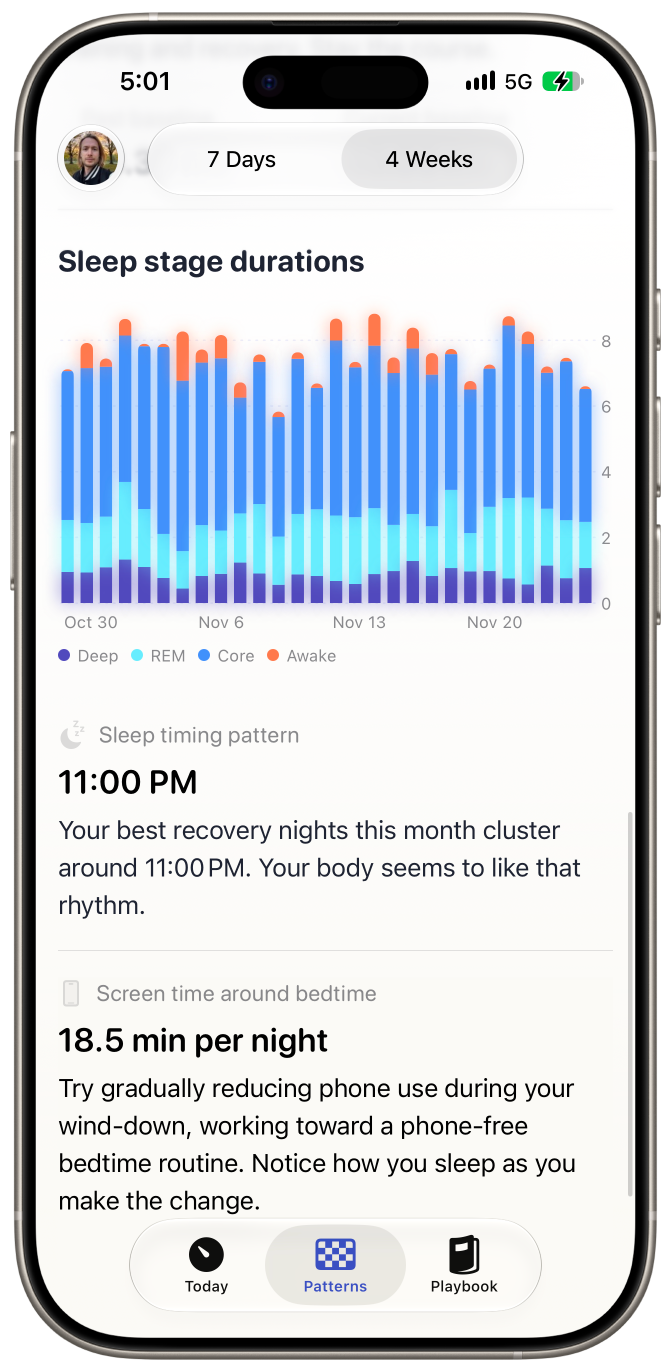 5:01
5G
7 Days
4 Weeks
Sleep stage durations
8
6
4
2
0
Oct 30
Nov 6
Nov 13
Nov 20
Deep
REM
Core
Awake
Sleep timing pattern
11:00 PM
Your best recovery nights this month cluster
around 11:00 PM. Your body seems to like that
rhythm.
Screen time around bedtime
18.5 min per night
Try gradually reducing phone use during your
wind-down, working toward a phone-free
bedtime routine. Notice how you sleep as you
make the change.
Today
Patterns
Playbook